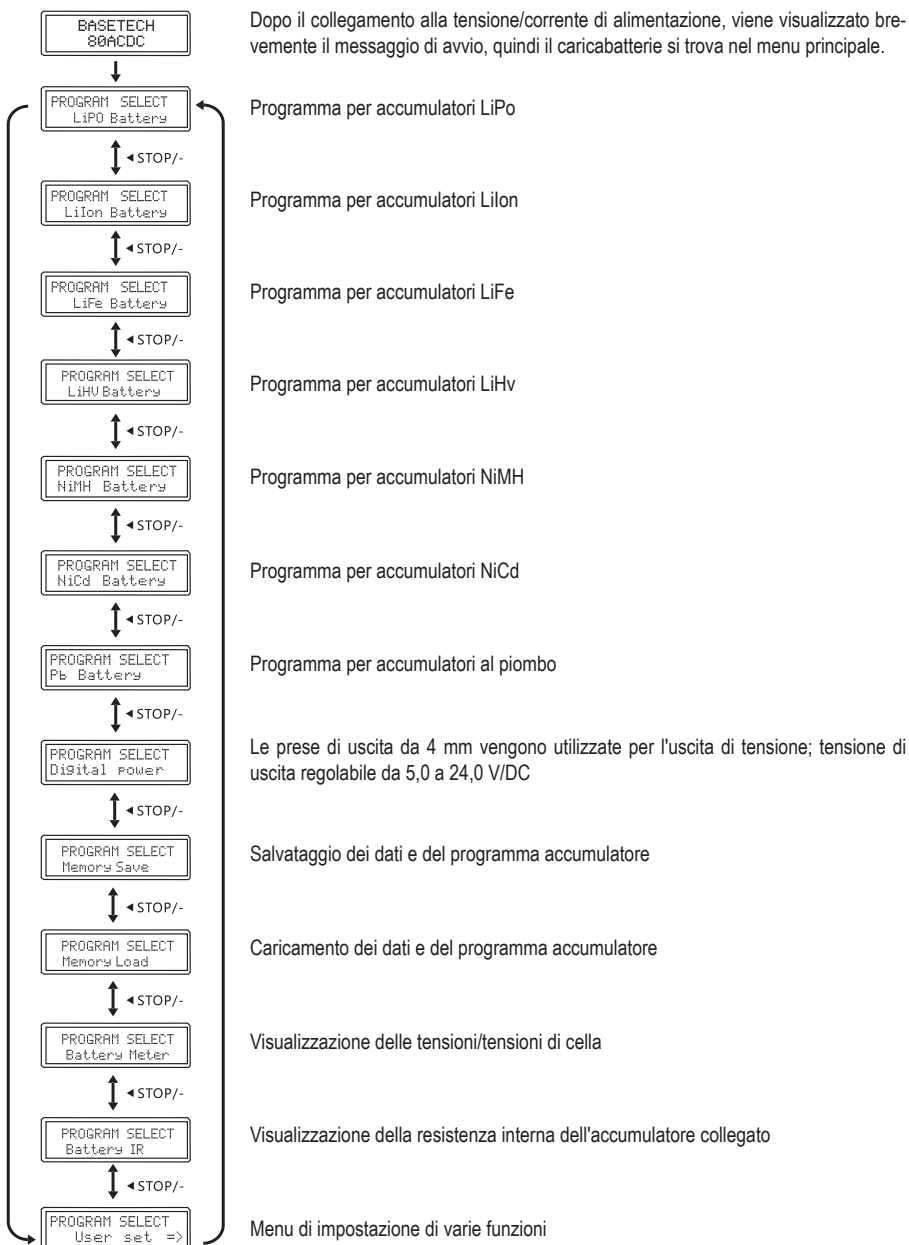 BASETECH
80ACDC
Dopo il collegamento alla tensione/corrente di alimentazione, viene visualizzato bre-
vemente il messaggio di avvio, quindi il caricabatterie si trova nel menu principale.
PROGRAM SELECT
LiPO Battery
Programma per accumulatori LiPo
STOP/-
PROGRAM SELECT
LiIon Battery
Programma per accumulatori LiIon
STOP/-
PROGRAM SELECT
LiFe Battery
Programma per accumulatori LiFe
STOP/-
PROGRAM SELECT
LiHV Battery
Programma per accumulatori LiHv
STOP/-
PROGRAM SELECT
NiMH Battery
Programma per accumulatori NiMH
STOP/-
PROGRAM SELECT
NiCd Battery
Programma per accumulatori NiCd
STOP/-
PROGRAM SELECT
Pb Battery
Programma per accumulatori al piombo
STOP/-
PROGRAM SELECT
Digital power
Le prese di uscita da 4 mm vengono utilizzate per l'uscita di tensione; tensione di
uscita regolabile da 5,0 a 24,0 V/DC
STOP/-
PROGRAM SELECT
Memory Save
Salvataggio dei dati e del programma accumulatore
STOP/-
PROGRAM SELECT
Memory Load
Caricamento dei dati e del programma accumulatore
STOP/-
PROGRAM SELECT
Battery Meter
Visualizzazione delle tensioni/tensioni di cella
STOP/-
PROGRAM SELECT
Battery IR
Visualizzazione della resistenza interna dell'accumulatore collegato
STOP/-
PROGRAM SELECT
User set =>
Menu di impostazione di varie funzioni